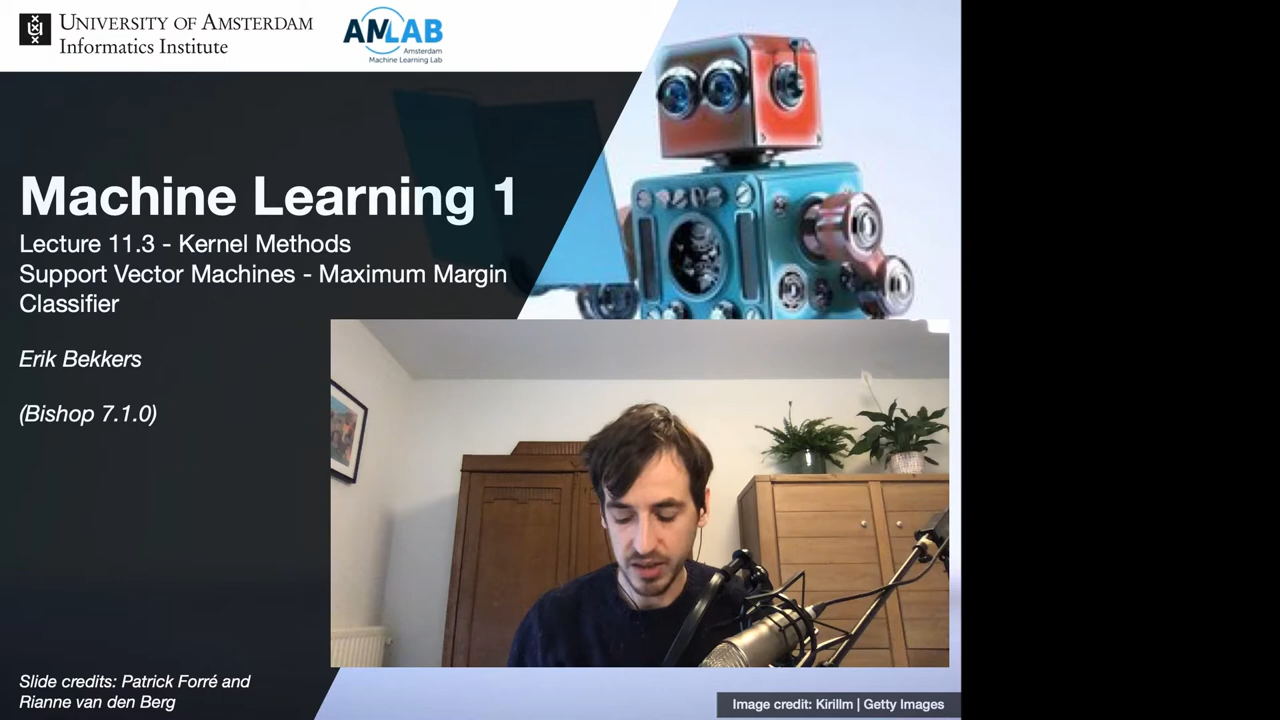 UNIVERSITY OF AMSTERDAM
Informatics Institute
AMLAB
Amsterdam
Machine Learning Lab
Machine Learning 1
Lecture 11.3 - Kernel Methods
Support Vector Machines - Maximum Margin
Classifier
Erik Bekkers
(Bishop 7.1.0)
Slide credits: Patrick Forré and
Rianne van den Berg
Image credit: Kirillm | Getty Images